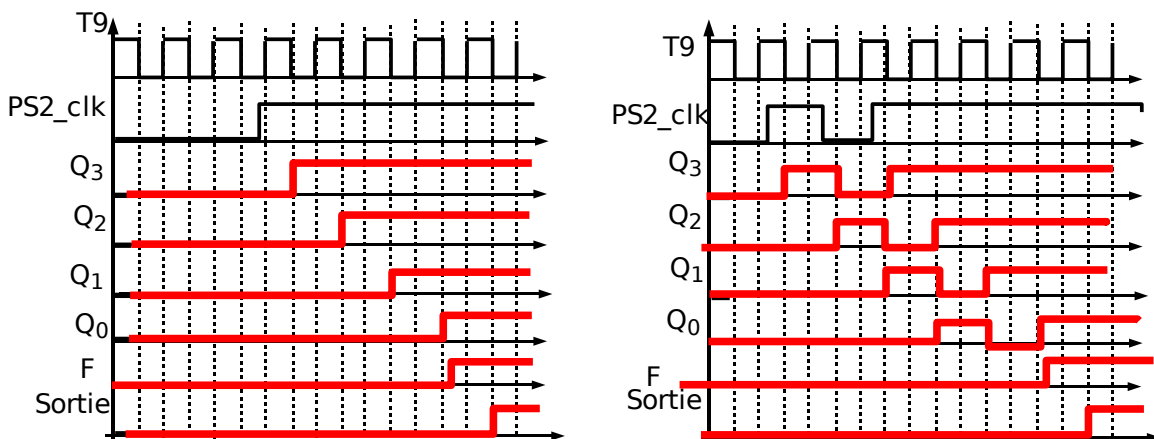 T9
PS2_clk
Q3
Q2
Q1
Q0
F
Sortie
T9
PS2_clk
Q3
Q2
Q1
Q0
F
Sortie